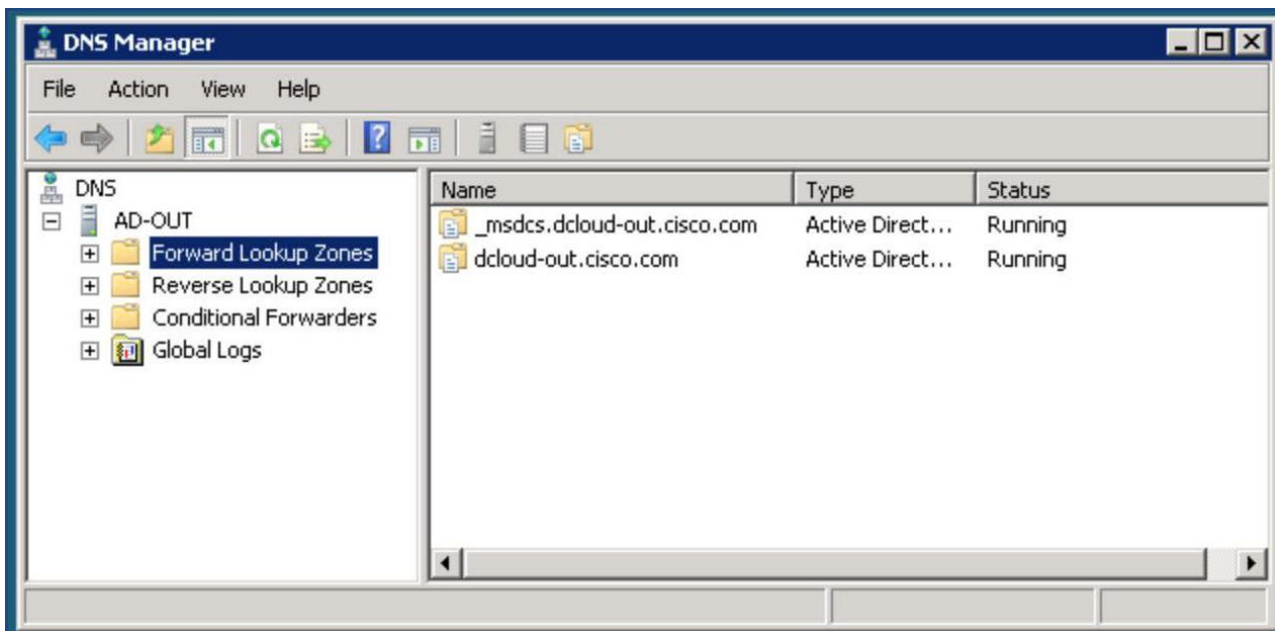 DNS Manager
File Action View Help
DNS
AD-OUT
Forward Lookup Zones
Reverse Lookup Zones
Conditional Forwarders
Global Logs
Name Type Status
_msdcs.dcloud-out.cisco.com Active Direct... Running
dcloud-out.cisco.com Active Direct... Running